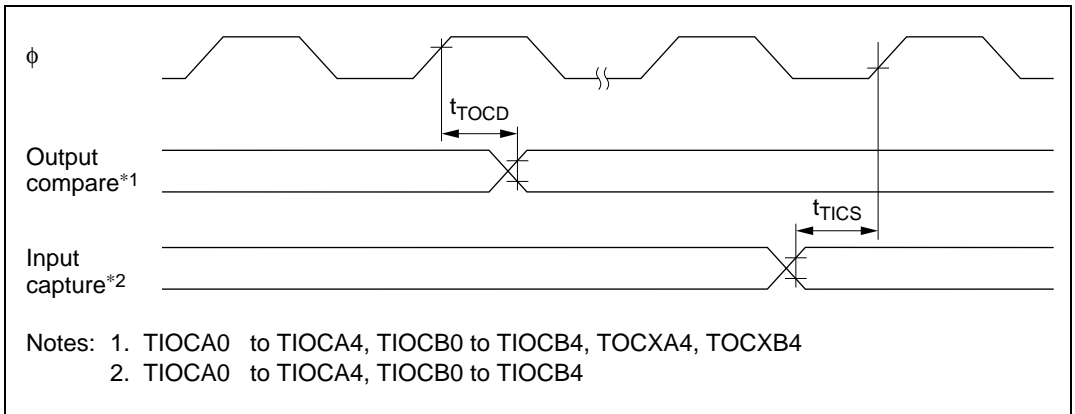 ϕ
tTOCD
Output
compare*1
tTICS
Input
capture*2
Notes: 1. TIOCA0 to TIOCA4, TIOCB0 to TIOCB4, TOCXA4, TOCXB4
2. TIOCA0 to TIOCA4, TIOCB0 to TIOCB4